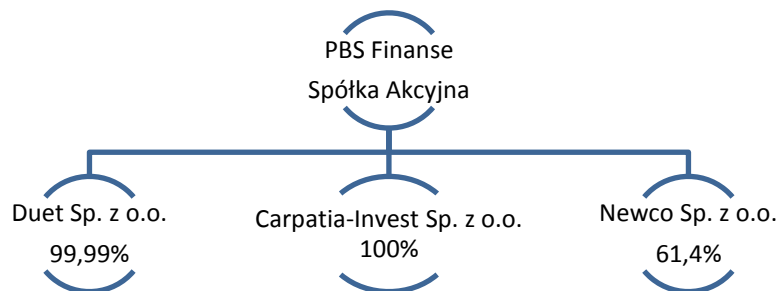 PBS Finanse
Spółka Akcyjna
Duet Sp. z o.o.
99,99%
Carpatia-Invest Sp. z o.o.
100%
Newco Sp. z o.o.
61,4%